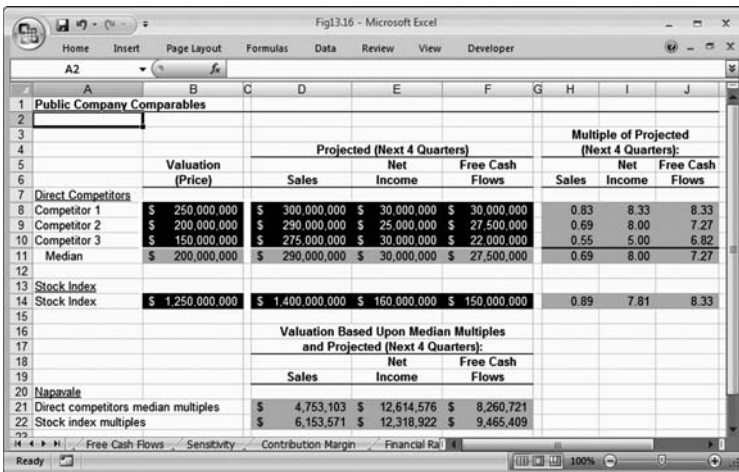 Fig13.16 - Microsoft Excel
Home Insert Page Layout Formulas Data Review View Developer
A2 fx
A B C D E F G H I J
1 Public Company Comparables
2
3 Multiple of Projected
4 Projected (Next 4 Quarters) (Next 4 Quarters):
5 Valuation Net Free Cash Net Free Cash
6 (Price) Sales Income Flows Sales Income Flows
7 Direct Competitors
8 Competitor 1 $ 250,000,000 $ 300,000,000 $ 30,000,000 $ 30,000,000 0.83 8.33 8.33
9 Competitor 2 $ 200,000,000 $ 290,000,000 $ 25,000,000 $ 27,500,000 0.69 8.00 7.27
10 Competitor 3 $ 150,000,000 $ 275,000,000 $ 30,000,000 $ 22,000,000 0.55 5.00 6.82
11 Median $ 200,000,000 $ 290,000,000 $ 30,000,000 $ 27,500,000 0.69 8.00 7.27
12
13 Stock Index
14 Stock Index $ 1,250,000,000 $ 1,400,000,000 $ 160,000,000 $ 150,000,000 0.89 7.81 8.33
15
16 Valuation Based Upon Median Multiples
17 and Projected (Next 4 Quarters):
18 Net Free Cash
19 Sales Income Flows
20 Napavale
21 Direct competitors median multiples $ 4,753,103 $ 12,614,576 $ 8,260,721
22 Stock index multiples $ 6,153,571 $ 12,318,922 $ 9,465,409
23
Free Cash Flows Sensitivity Contribution Margin Financial Ra
Ready 100%